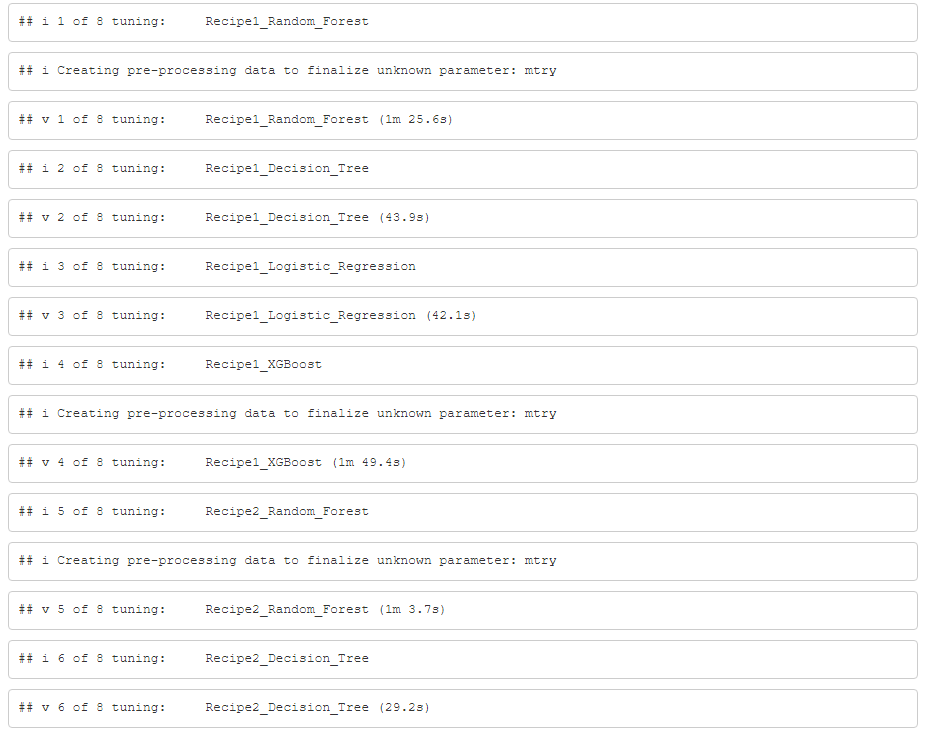 ## i 1 of 8 tuning:     Recipe1_Random_Forest
## i Creating pre-processing data to finalize unknown parameter: mtry
## v 1 of 8 tuning:     Recipe1_Random_Forest (1m 25.6s)
## i 2 of 8 tuning:     Recipe1_Decision_Tree
## v 2 of 8 tuning:     Recipe1_Decision_Tree (43.9s)
## i 3 of 8 tuning:     Recipe1_Logistic_Regression
## v 3 of 8 tuning:     Recipe1_Logistic_Regression (42.1s)
## i 4 of 8 tuning:     Recipe1_XGBoost
## i Creating pre-processing data to finalize unknown parameter: mtry
## v 4 of 8 tuning:     Recipe1_XGBoost (1m 49.4s)
## i 5 of 8 tuning:     Recipe2_Random_Forest
## i Creating pre-processing data to finalize unknown parameter: mtry
## v 5 of 8 tuning:     Recipe2_Random_Forest (1m 3.7s)
## i 6 of 8 tuning:     Recipe2_Decision_Tree
## v 6 of 8 tuning:     Recipe2_Decision_Tree (29.2s)